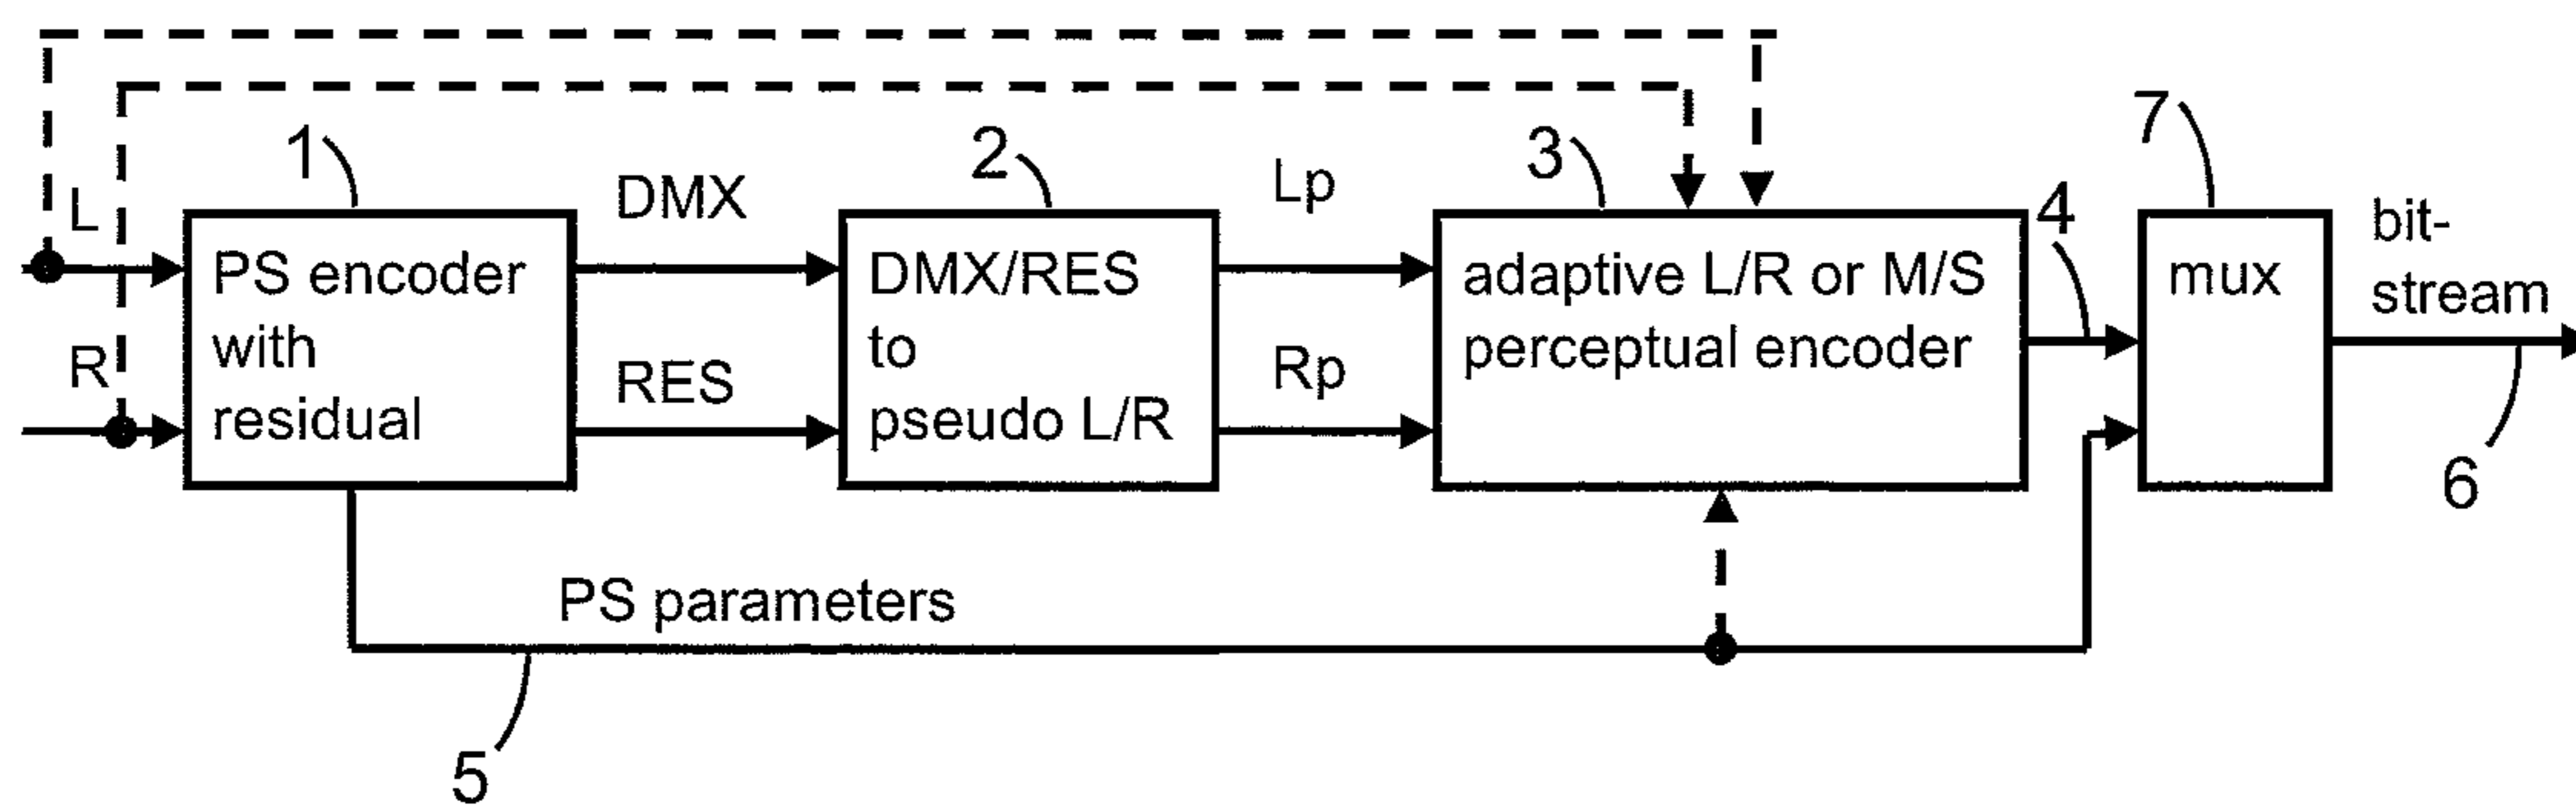 1
2
3
4
7
L
R
PS encoder
with
residual
DMX
RES
DMX/RES
to
pseudo L/R
Lp
Rp
adaptive L/R or M/S
perceptual encoder
mux
bit-
stream
6
PS parameters
5